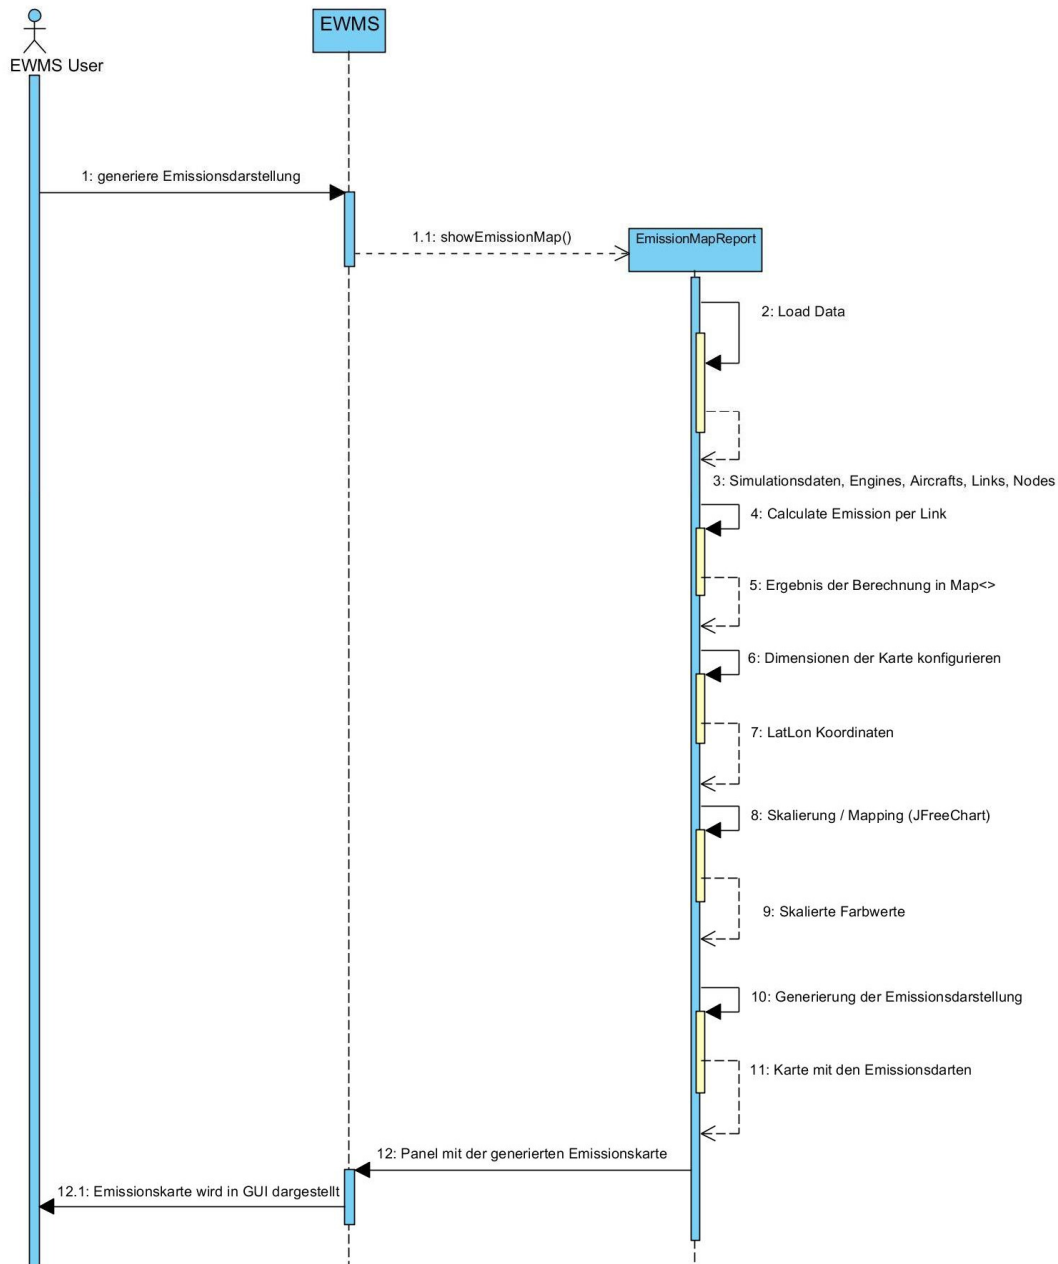 EWMS
EWMS User
1: generiere Emissionsdarstellung
1.1: showEmissionMap()
EmissionMapReport
2: Load Data
3: Simulationsdaten, Engines, Aircrafts, Links, Nodes
4: Calculate Emission per Link
5: Ergebnis der Berechnung in Map<>
6: Dimensionen der Karte konfigurieren
7: LatLon Koordinaten
8: Skalierung / Mapping (JFreeChart)
9: Skalierte Farbwerte
10: Generierung der Emissionsdarstellung
11: Karte mit den Emissionsdarten
12: Panel mit der generierten Emissionskarte
12.1: Emissionskarte wird in GUI dargestellt